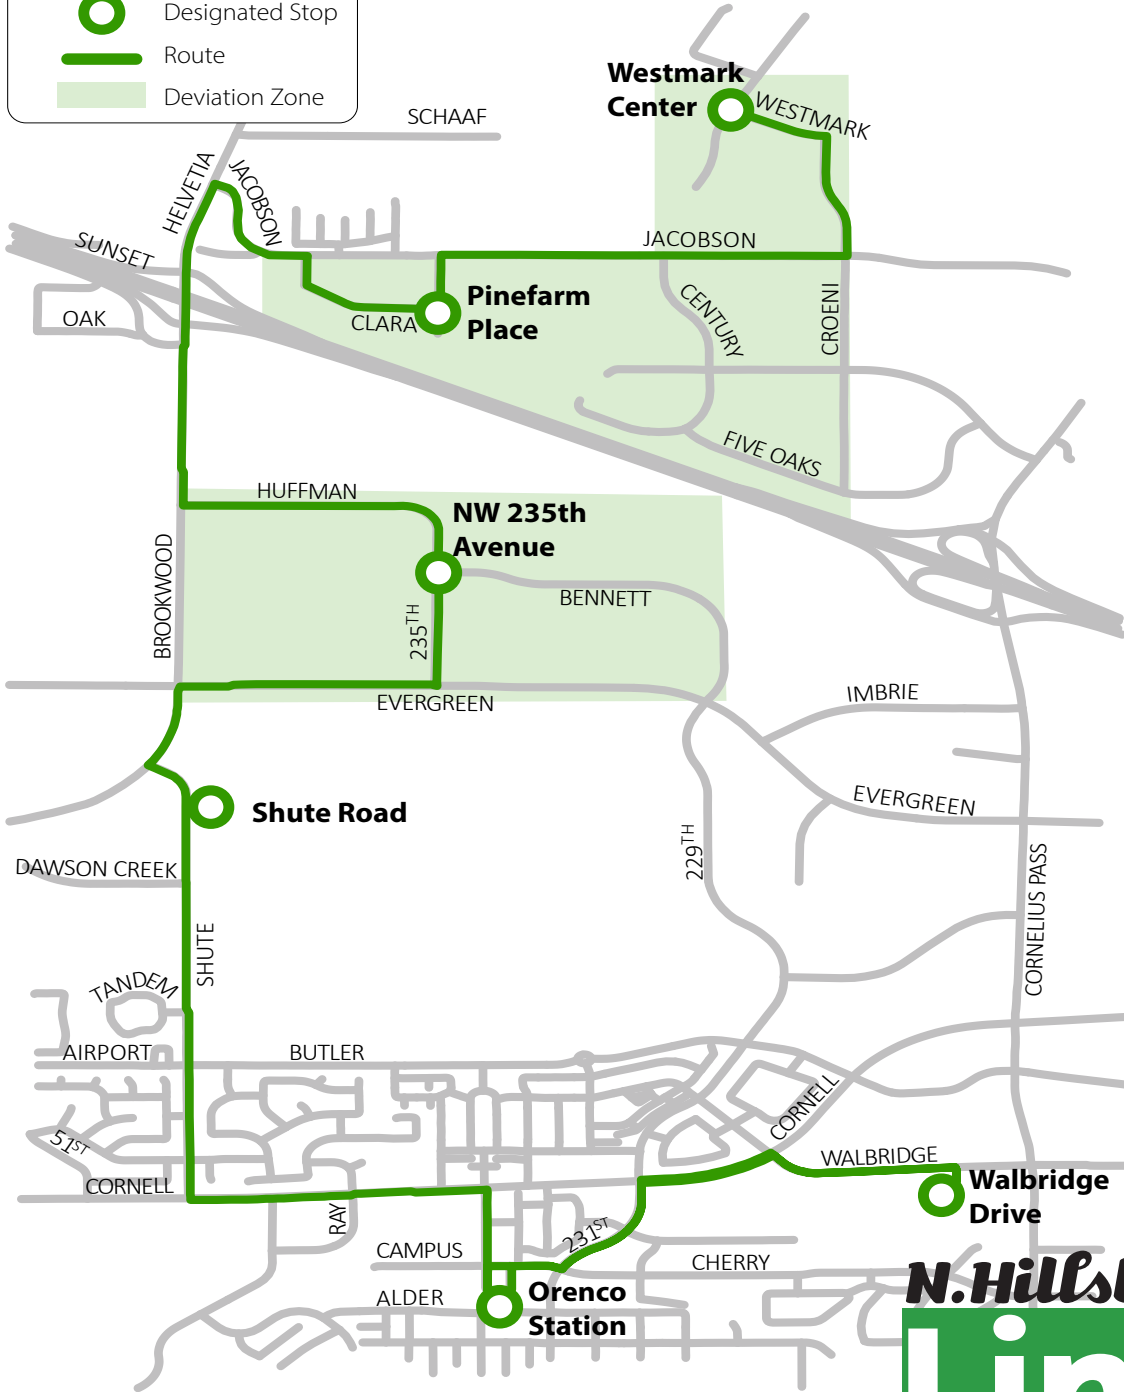 Designated Stop
Route
Deviation Zone
Westmark
Center
WESTMARK
SCHAAF
HELVETIA
JACOBSON
SUNSET
JACOBSON
OAK
CLARA
Pinefarm
Place
CENTURY
CROENI
FIVE OAKS
HUFFMAN
NW 235th
Avenue
BROOKWOOD
BENNETT
235TH
EVERGREEN
IMBRIE
Shute Road
EVERGREEN
229TH
DAWSON CREEK
CORNELIUS PASS
SHUTE
TANDEM
AIRPORT
BUTLER
CORNELL
51ST
WALBRIDGE
CORNELL
Walbridge
Drive
RAY
231ST
CAMPUS
CHERRY
ALDER
Orenco
Station